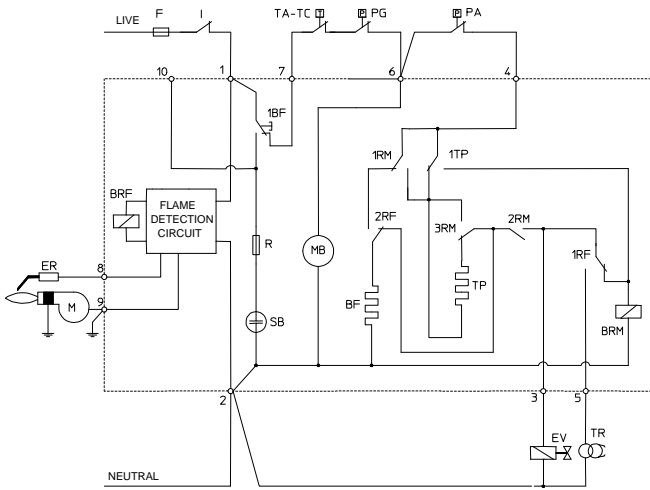 LIVE
F
I
TA-TC T
P PG
P PA
10
1
7
6
4
1BF
1RM
1TP
BRF
FLAME
DETECTION
CIRCUIT
2RF
3RM
2RM
R
MB
1RF
ER
8
TP
BF
9
M
SB
BRM
2
3
5
EV
TR
NEUTRAL